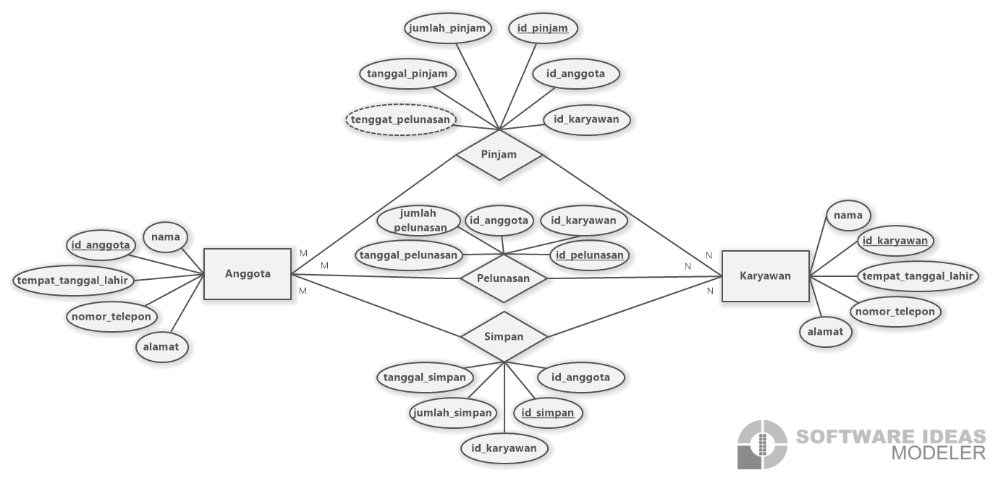 jumlah_pinjam
id_pinjam
tanggal_pinjam
id_anggota
tenggat_pelunasan
id_karyawan
Pinjam
jumlah
pelunasan
id_anggota
id_karyawan
tanggal_pelunasan
id_pelunasan
nama
id_anggota
tempat_tanggal_lahir
nomor_telepon
alamat
Anggota
M
M
M
Pelunasan
N
N
N
Karyawan
nama
id_karyawan
tempat_tanggal_lahir
nomor_telepon
alamat
Simpan
tanggal_simpan
id_anggota
jumlah_simpan
id_simpan
id_karyawan
SOFTWARE IDEAS
MODELER